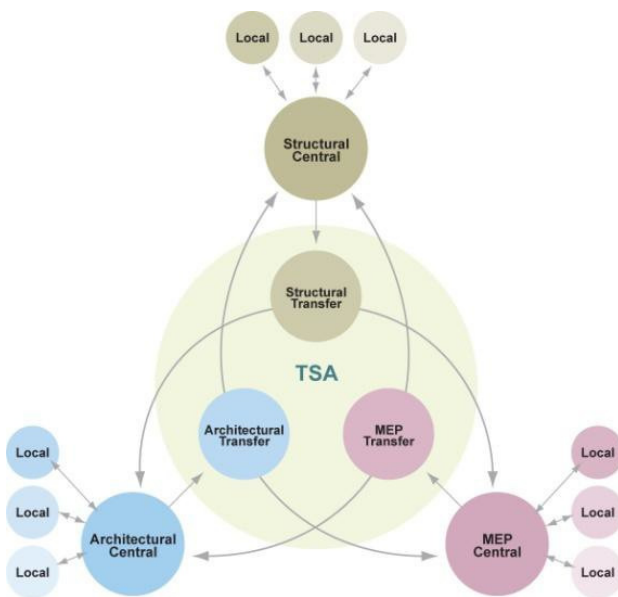 Local
Local
Local
Structural
Central
Structural
Transfer
TSA
Architectural
Transfer
MEP
Transfer
Local
Local
Local
Architectural
Central
Local
Local
Local
MEP
Central